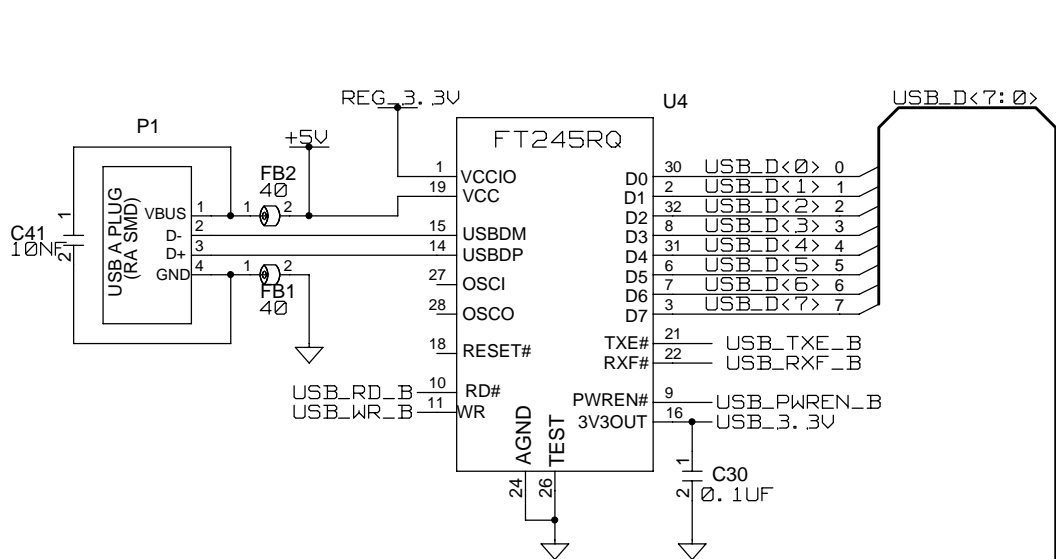 USB_D<7:0>
REG_3.3V
U4
P1
+5V
FT245RQ
FB2
40
1 VCCIO
19 VCC
D0 30 USB_D<0> 0
D1 2 USB_D<1> 1
D2 32 USB_D<2> 2
D3 8 USB_D<3> 3
D4 31 USB_D<4> 4
D5 6 USB_D<5> 5
D6 7 USB_D<6> 6
D7 3 USB_D<7> 7
C41
10NF
1
2
USB A PLUG
(RA SMD)
VBUS 1 1 2
D- 2 15 USBDM
D+ 3 14 USBDP
GND 4 1 2
FB1
40
27 OSCI
28 OSCO
18 RESET#
TXE# 21 USB_TXE_B
RXF# 22 USB_RXF_B
USB_RD_B 10 RD#
USB_WR_B 11 WR
PWREN# 9 USB_PWREN_B
3V3OUT 16 USB_3.3V
AGND
TEST
24
26
1
2
C30
0.1UF